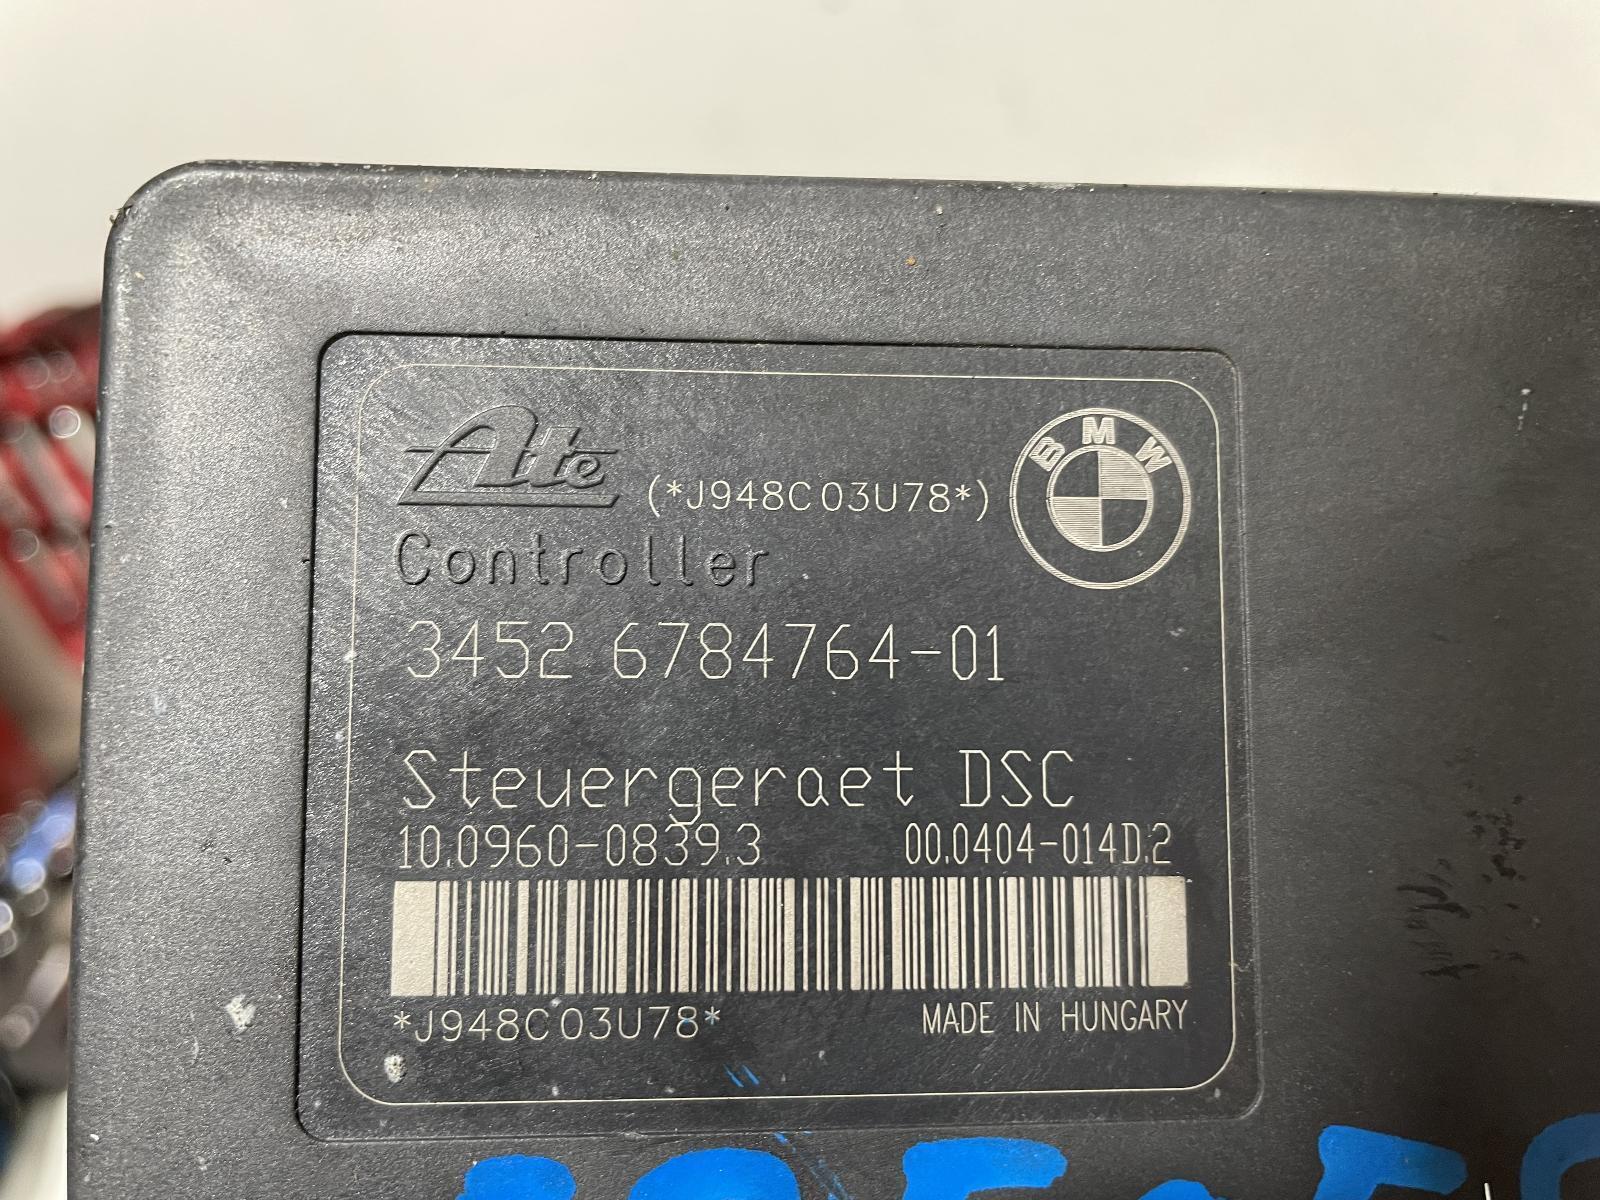 Ate (*J948C03U78*) BMW
Controller
3452 6784764-01
Steuergeraet DSC
10.0960-0839.3 00.0404-014D.2
*J948C03U78* MADE IN HUNGARY